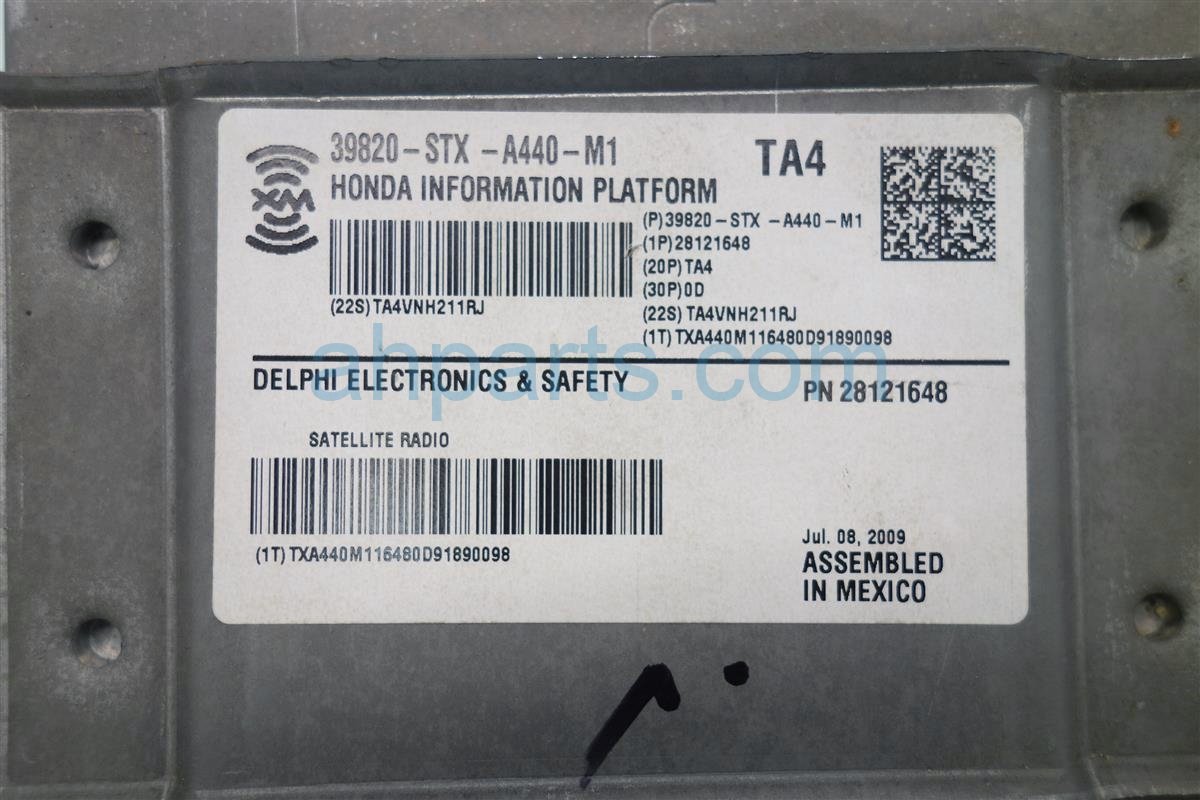 39820-STX -A440-M1
TA4
XM
HONDA INFORMATION PLATFORM
(P)39820-STX -A440-M1
(1P)28121648
(20P)TA4
(30P)0D
(22S)TA4VNH211RJ
(22S)TA4VNH211RJ
(1T)TXA440M116480D91890098
ahparts.com
DELPHI ELECTRONICS & SAFETY
PN 28121648
SATELLITE RADIO
(1T)TXA440M116480D91890098
Jul. 08, 2009
ASSEMBLED
IN MEXICO